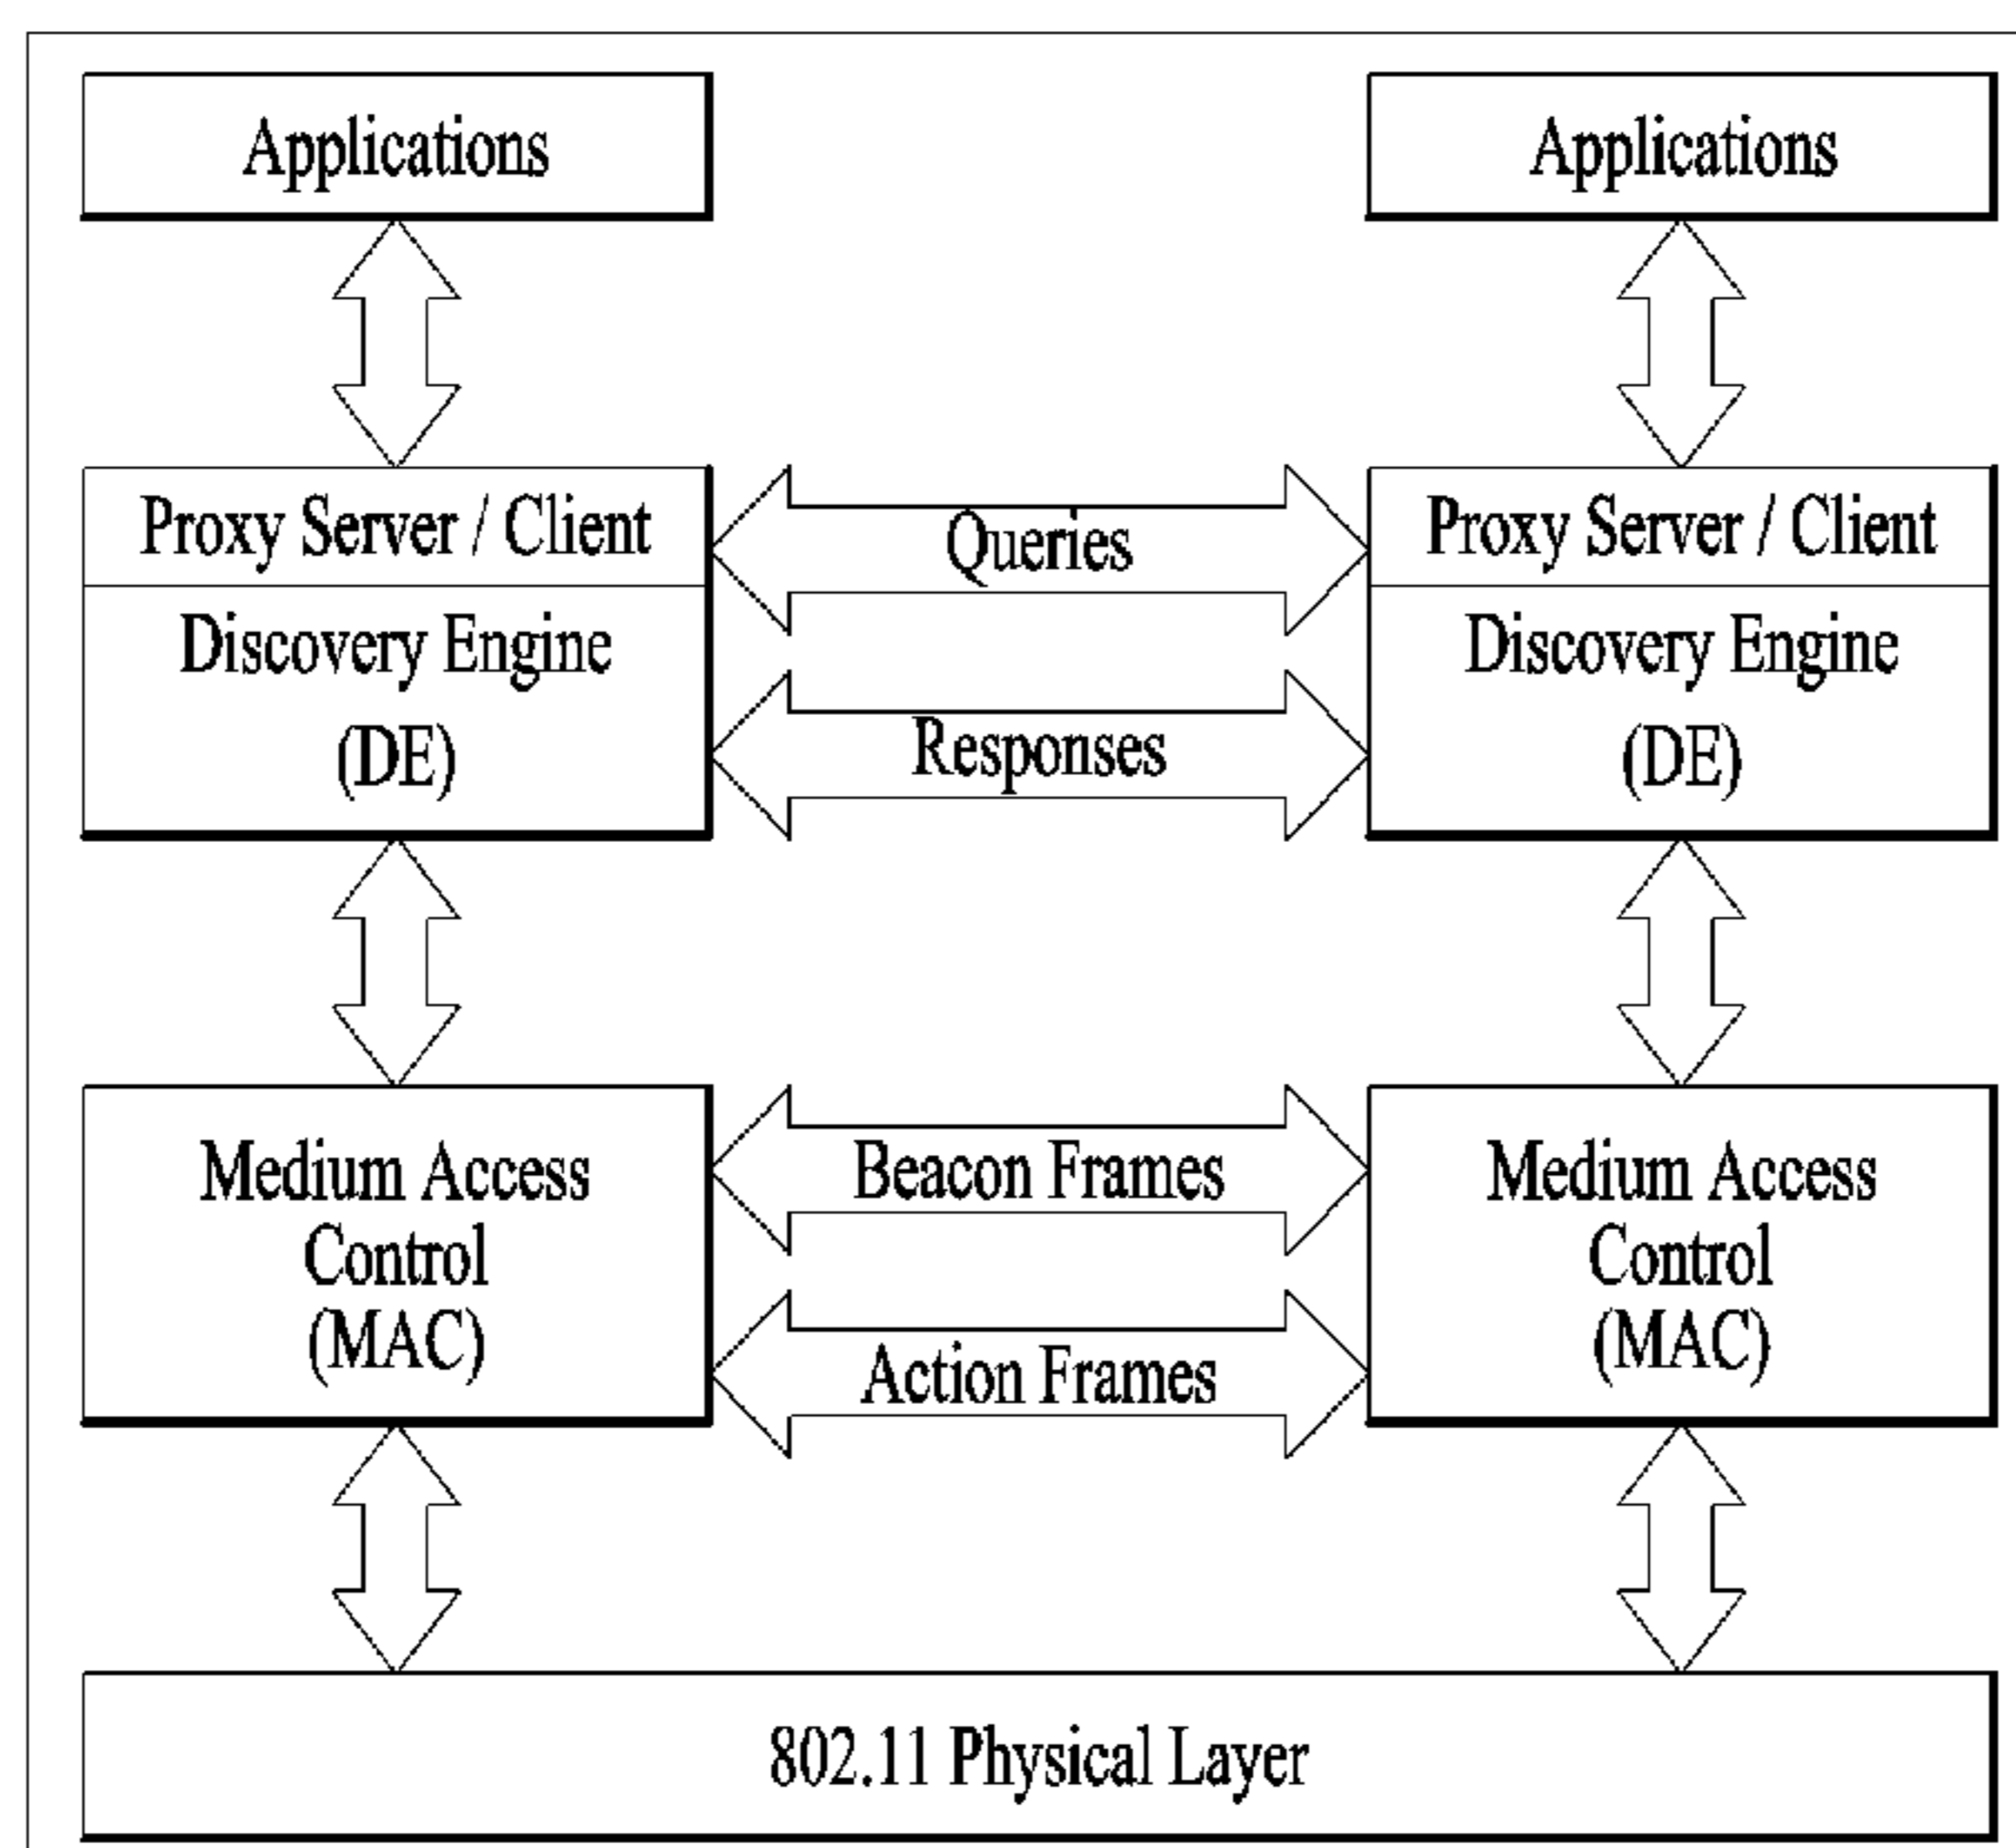 Applications
Applications
Proxy Server / Client
Queries
Proxy Server / Client
Discovery Engine
(DE)
Responses
Discovery Engine
(DE)
Medium Access
Control
(MAC)
Beacon Frames
Action Frames
Medium Access
Control
(MAC)
802.11 Physical Layer